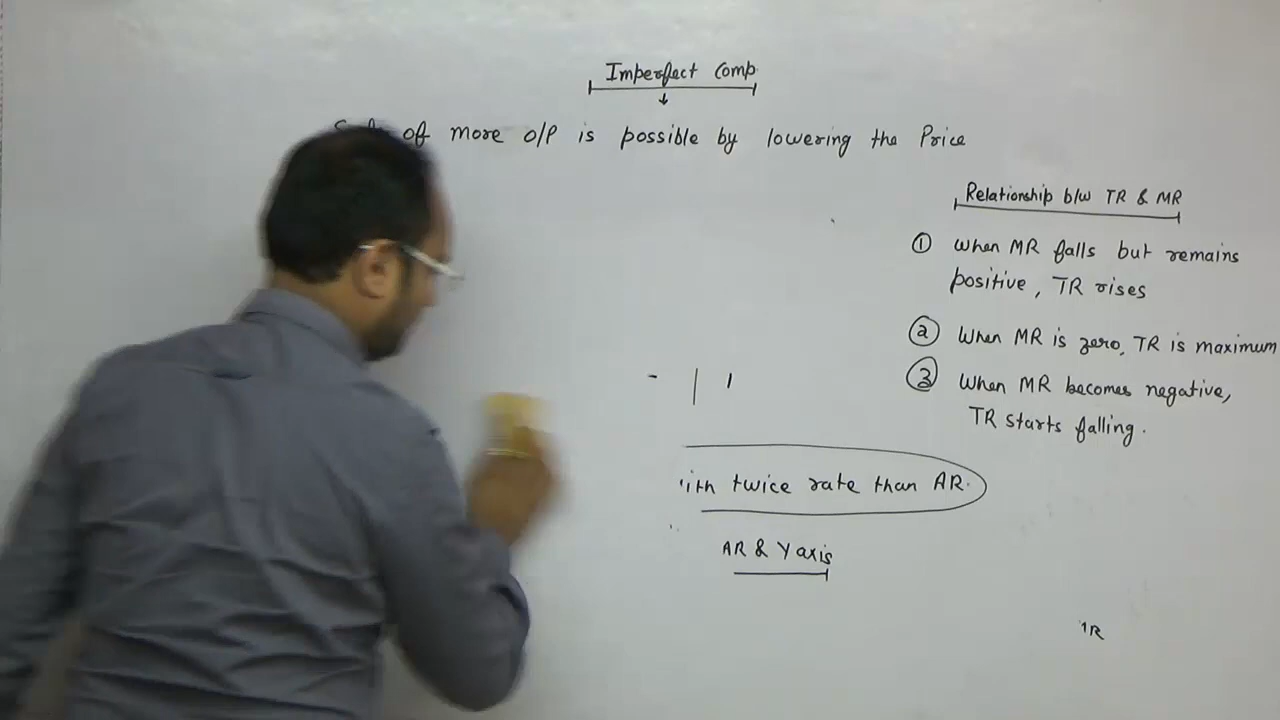 Imperfect Comp
of more o/p is possible by lowering the Price
Relationship b/w TR & MR
① When MR falls but remains
positive, TR rises
② When MR is zero, TR is maximum
③ When MR becomes negative,
TR starts falling.
ith twice rate than AR.
AR & Y axis